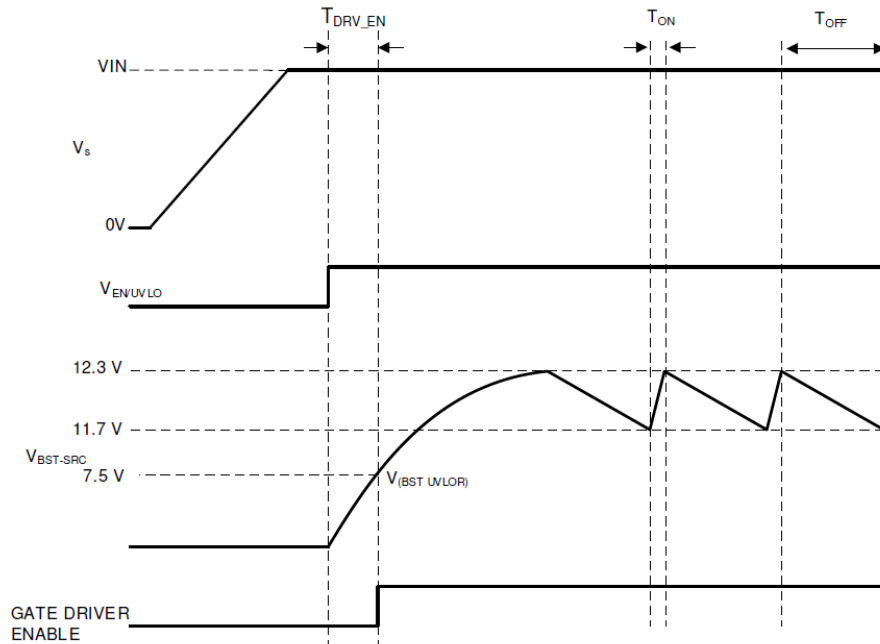 TDRV_EN
TON
TOFF
VIN
Vs
0V
VEN/UVLO
12.3 V
11.7 V
VBST-SRC
7.5 V
V(BST UVLOR)
GATE DRIVER
ENABLE